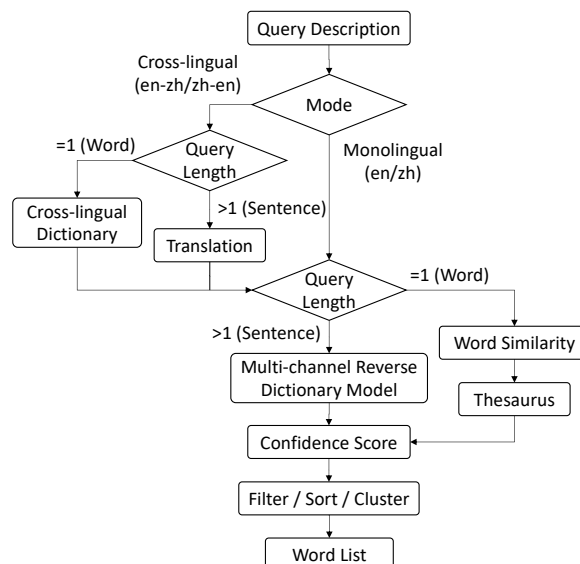 Query Description
Cross-lingual
(en-zh/zh-en)
Mode
=1 (Word)
Query
Length
Monolingual
(en/zh)
Cross-lingual
Dictionary
>1 (Sentence)
Translation
Query
Length
=1 (Word)
>1 (Sentence)
Word Similarity
Multi-channel Reverse
Dictionary Model
Thesaurus
Confidence Score
Filter / Sort / Cluster
Word List